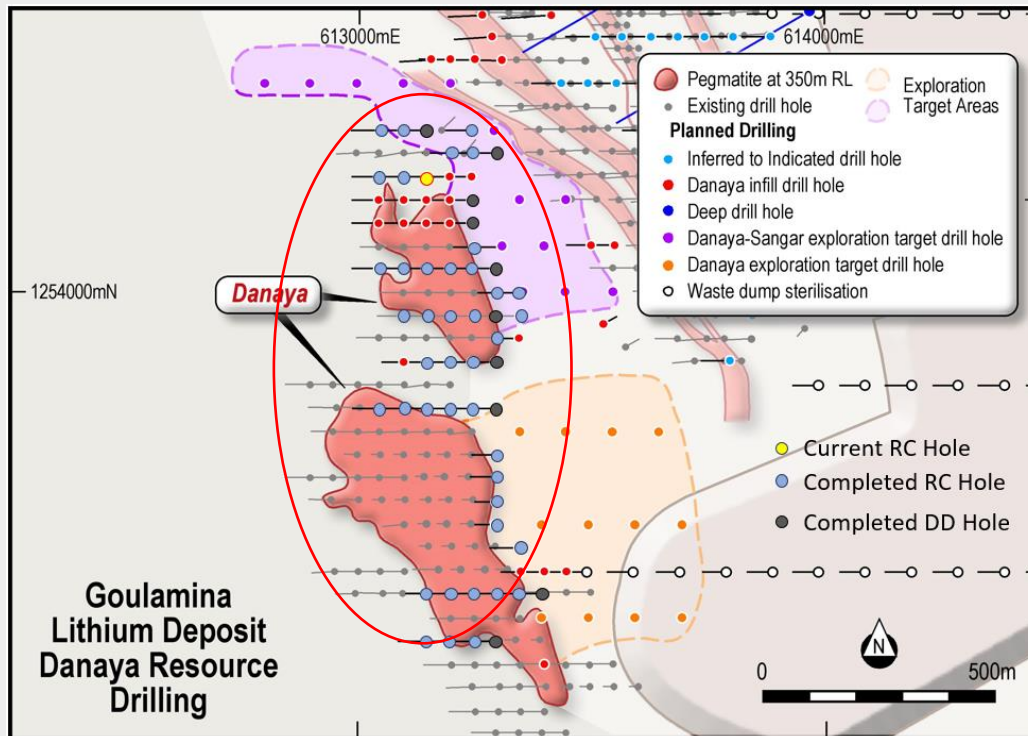 613000mE
614000mE
1254000mN
Pegmatite at 350m RL
Existing drill hole
Exploration
Target Areas
Planned Drilling
Inferred to Indicated drill hole
Danaya infill drill hole
Deep drill hole
Danaya-Sangar exploration target drill hole
Danaya exploration target drill hole
Waste dump sterilisation
Danaya
Current RC Hole
Completed RC Hole
Completed DD Hole
Goulamina
Lithium Deposit
Danaya Resource
Drilling
N
0
500m